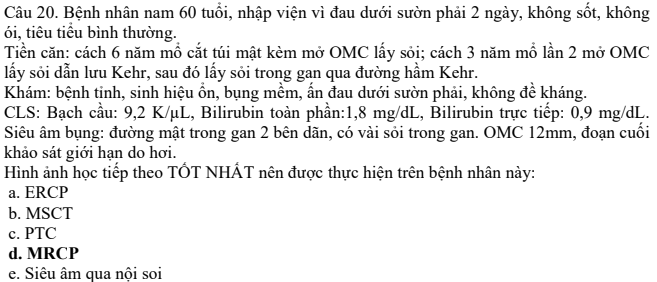 Câu 20. Bệnh nhân nam 60 tuổi, nhập viện vì đau dưới sườn phải 2 ngày, không sốt, không
ói, tiêu tiểu bình thường.
Tiền căn: cách 6 năm mổ cắt túi mật kèm mở OMC lấy sỏi; cách 3 năm mổ lần 2 mở OMC
lấy sỏi dẫn lưu Kehr, sau đó lấy sỏi trong gan qua đường hầm Kehr.
Khám: bệnh tỉnh, sinh hiệu ổn, bụng mềm, ấn đau dưới sườn phải, không đề kháng.
CLS: Bạch cầu: 9,2 K/µL, Bilirubin toàn phần:1,8 mg/dL, Bilirubin trực tiếp: 0,9 mg/dL.
Siêu âm bụng: đường mật trong gan 2 bên dãn, có vài sỏi trong gan. OMC 12mm, đoạn cuối
khảo sát giới hạn do hơi.
Hình ảnh học tiếp theo TỐT NHẤT nên được thực hiện trên bệnh nhân này:
a. ERCP
b. MSCT
c. PTC
d. MRCP
e. Siêu âm qua nội soi